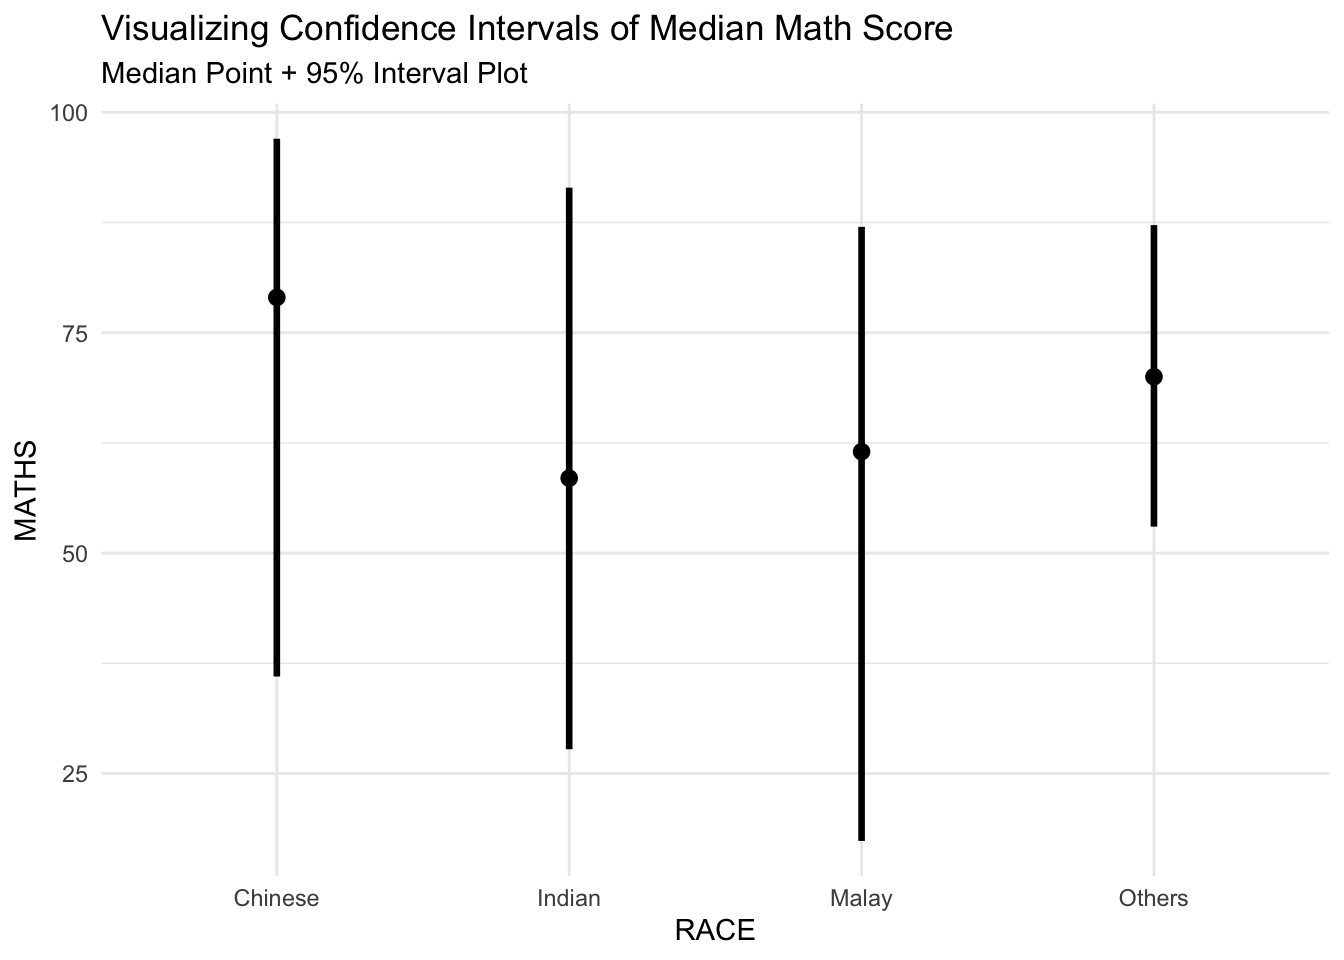 Visualizing Confidence Intervals of Median Math Score
Median Point + 95% Interval Plot
MATHS
100
75
50
25
Chinese Indian Malay Others
RACE